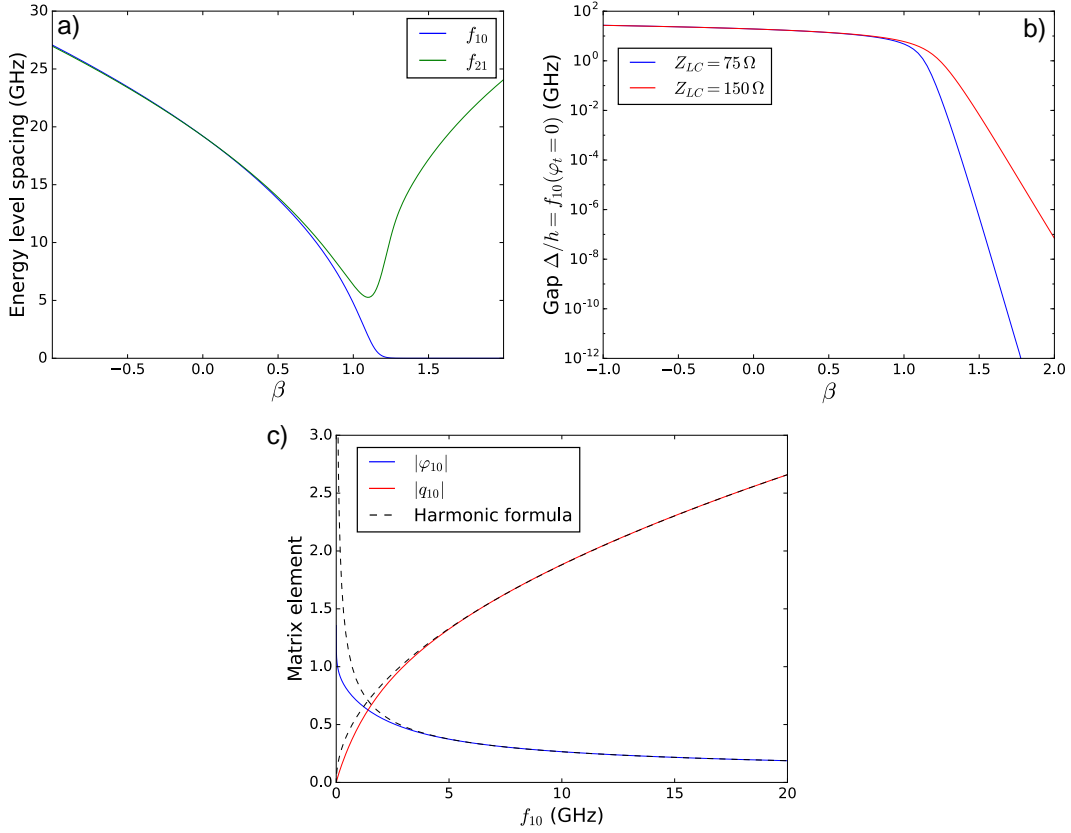 a)
Energy level spacing (GHz)
30
25
20
15
10
5
0
f₁₀
f₂₁
−0.5
0.0
0.5
1.0
1.5
β
b)
Gap Δ/h = f₁₀(φₜ = 0) (GHz)
10²
10⁰
10⁻²
10⁻⁴
10⁻⁶
10⁻⁸
10⁻¹⁰
10⁻¹²
Z_LC = 75 Ω
Z_LC = 150 Ω
−1.0
−0.5
0.0
0.5
1.0
1.5
2.0
β
c)
Matrix element
3.0
2.5
2.0
1.5
1.0
0.5
0.0
|φ₁₀|
|q₁₀|
Harmonic formula
0
5
10
15
20
f₁₀ (GHz)